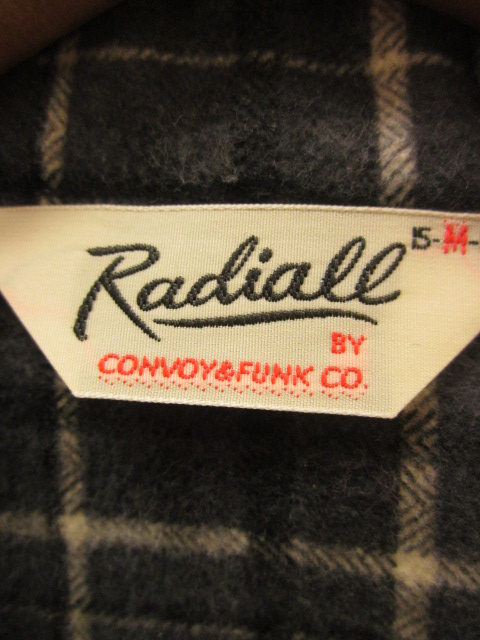 Radiall
15-M-
BY
CONVOY&FUNK CO.